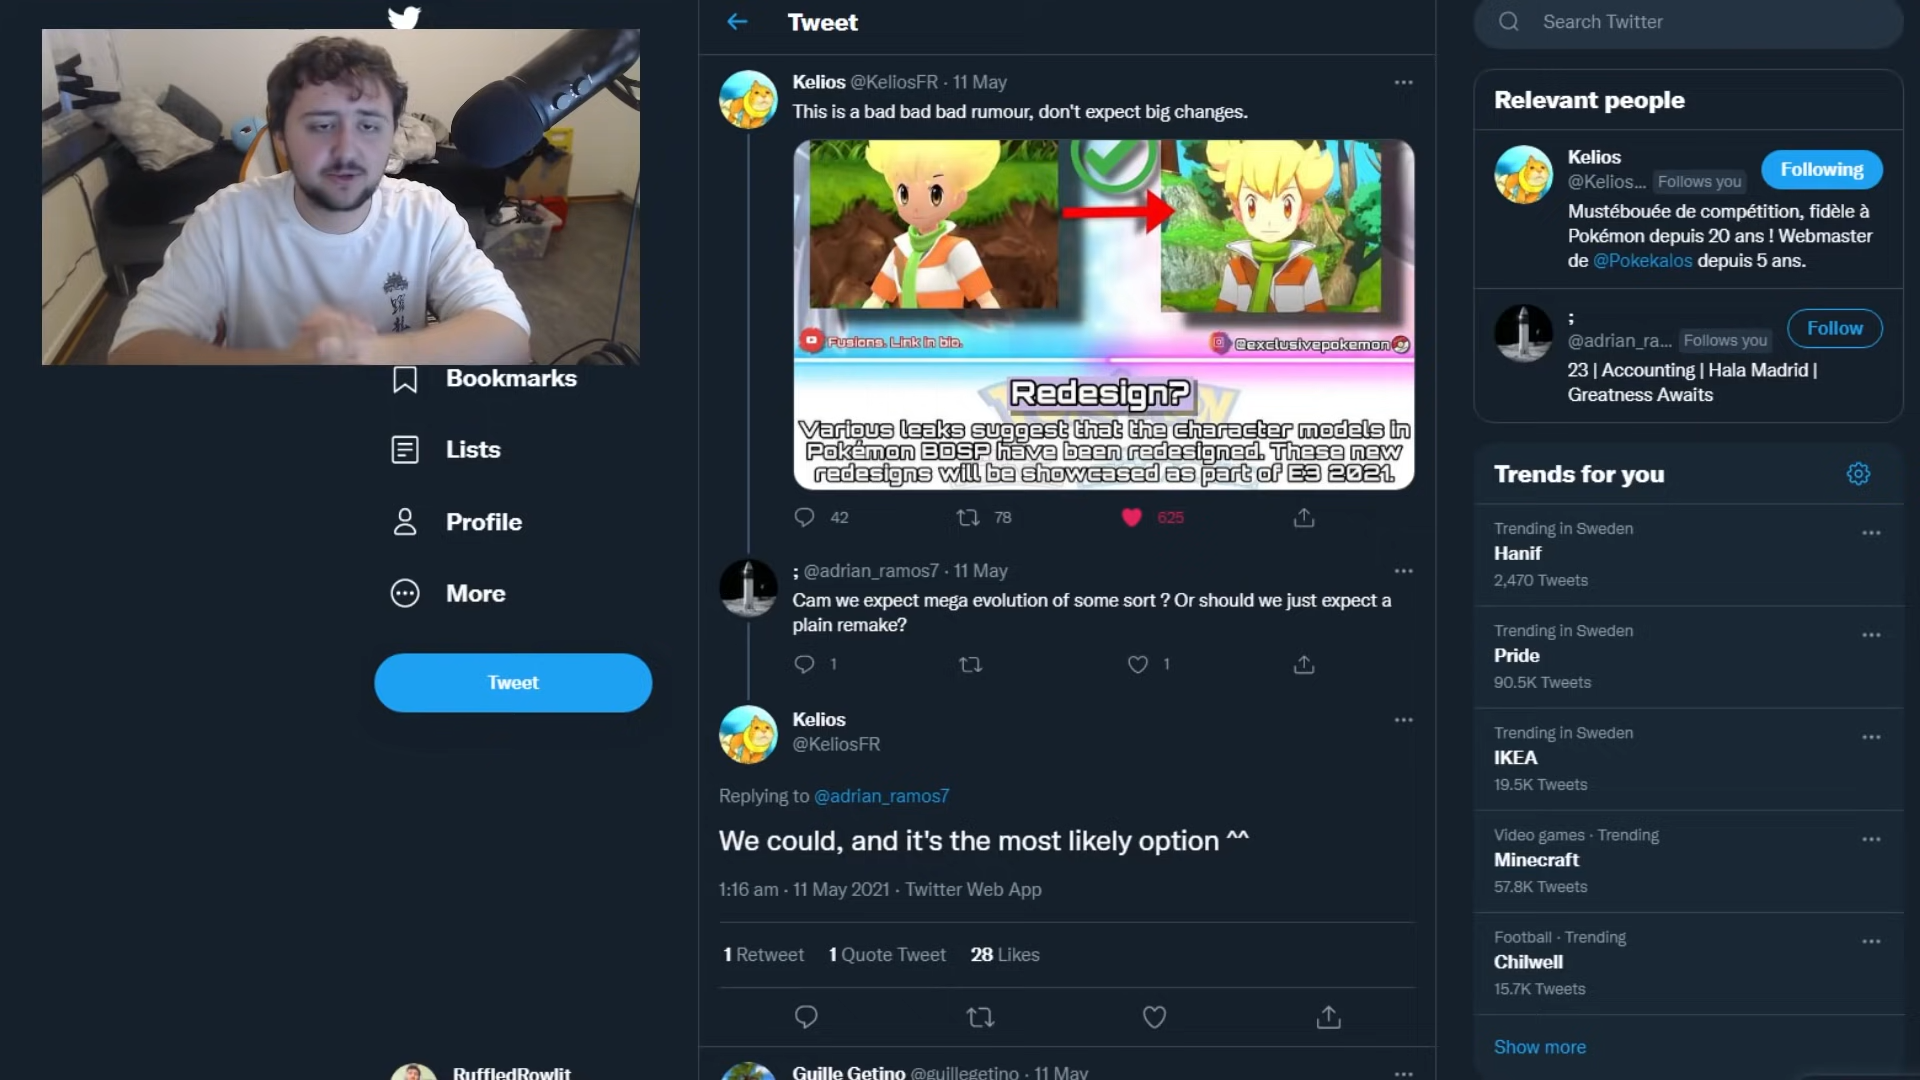 Tweet
Search Twitter
Kelios @KeliosFR · 11 May
This is a bad bad bad rumour, don't expect big changes.
Fusions. Link in bio.
@exclusivepokemon
Redesign?
Various leaks suggest that the character models in
Pokémon BDSP have been redesigned. These new
redesigns will be showcased as part of E3 2021.
42 78 625
; @adrian_ramos7 · 11 May
Cam we expect mega evolution of some sort ? Or should we just expect a
plain remake?
1 1
Kelios
@KeliosFR
Replying to @adrian_ramos7
We could, and it's the most likely option ^^
1:16 am · 11 May 2021 · Twitter Web App
1 Retweet 1 Quote Tweet 28 Likes
Guille Getino @guillegetino · 11 May
Bookmarks
Lists
Profile
More
Tweet
RuffledRowlit
Relevant people
Kelios
@Kelios... Follows you
Following
Mustébouée de compétition, fidèle à
Pokémon depuis 20 ans ! Webmaster
de @Pokekalos depuis 5 ans.
;
@adrian_ra... Follows you
Follow
23 | Accounting | Hala Madrid |
Greatness Awaits
Trends for you
Trending in Sweden
Hanif
2,470 Tweets
Trending in Sweden
Pride
90.5K Tweets
Trending in Sweden
IKEA
19.5K Tweets
Video games · Trending
Minecraft
57.8K Tweets
Football · Trending
Chilwell
15.7K Tweets
Show more